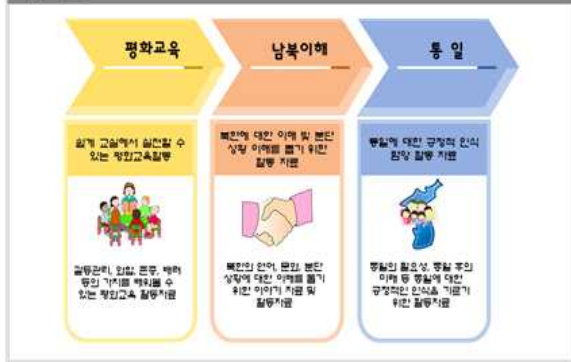 평화교육
남북이해
통 일
쉽게 교실에서 실천할 수
있는 평화교육활동
북한에 대한 이해 및 분단
상황 이해를 돕기 위한
활동 자료
통일에 대한 긍정적 인식
함양 활동 자료
갈등관리, 화합, 존중, 배려
등의 가치를 배워볼 수
있는 평화교육 활동자료
북한의 언어, 문화, 분단
상황에 대한 이해를 돕기
위한 이야기 자료 및
활동자료
통일의 필요성, 통일 후의
미래 등 통일에 대한
긍정적인 인식을 기르기
위한 활동자료